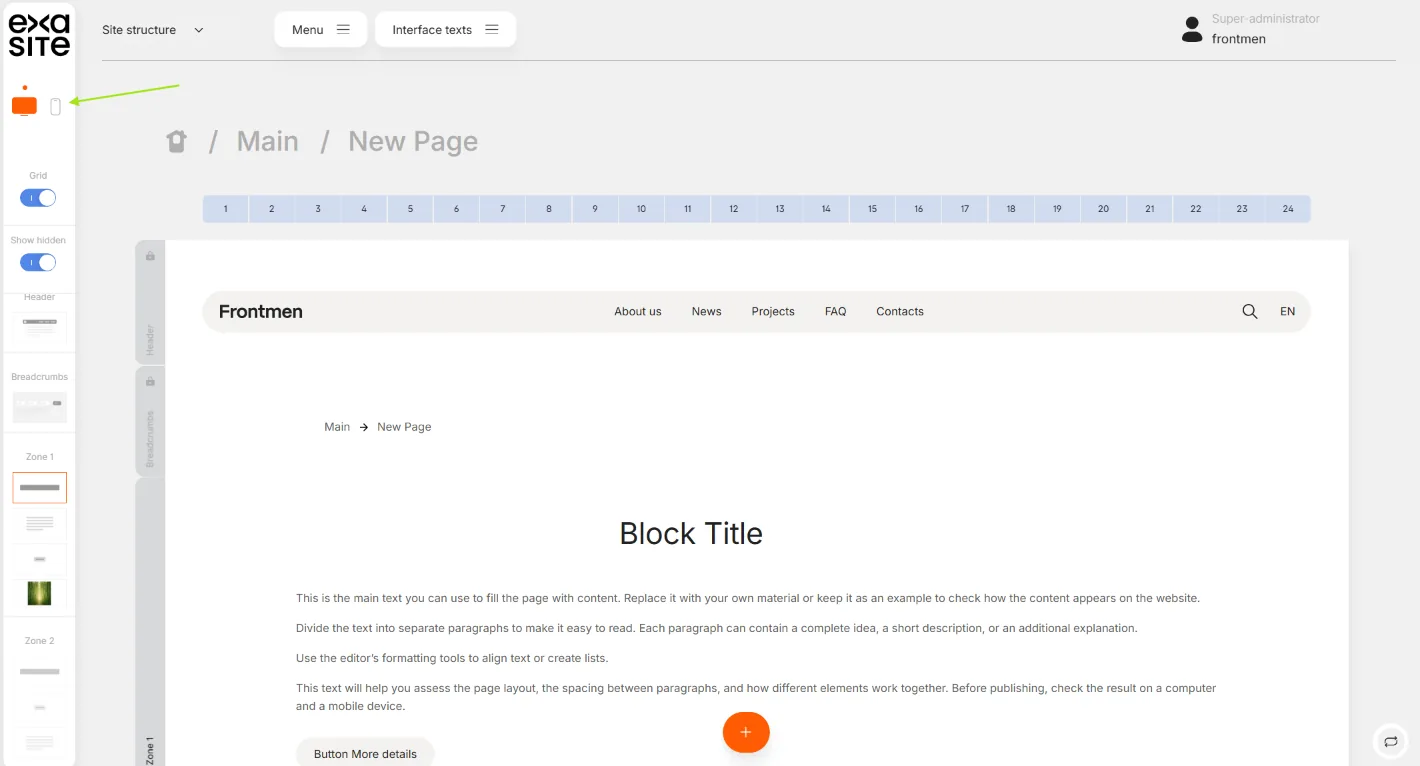 exa
SITE
Site structure
Menu
Interface texts
Super-administrator
frontmen
/ Main / New Page
Grid
Show hidden
Header
Breadcrumbs
Zone 1
Zone 2
1 2 3 4 5 6 7 8 9 10 11 12 13 14 15 16 17 18 19 20 21 22 23 24
Header
Breadcrumbs
Zone 1
Frontmen
About us News Projects FAQ Contacts
EN
Main → New Page
Block Title
This is the main text you can use to fill the page with content. Replace it with your own material or keep it as an example to check how the content appears on the website.
Divide the text into separate paragraphs to make it easy to read. Each paragraph can contain a complete idea, a short description, or an additional explanation.
Use the editor’s formatting tools to align text or create lists.
This text will help you assess the page layout, the spacing between paragraphs, and how different elements work together. Before publishing, check the result on a computer
and a mobile device.
+
Button More details